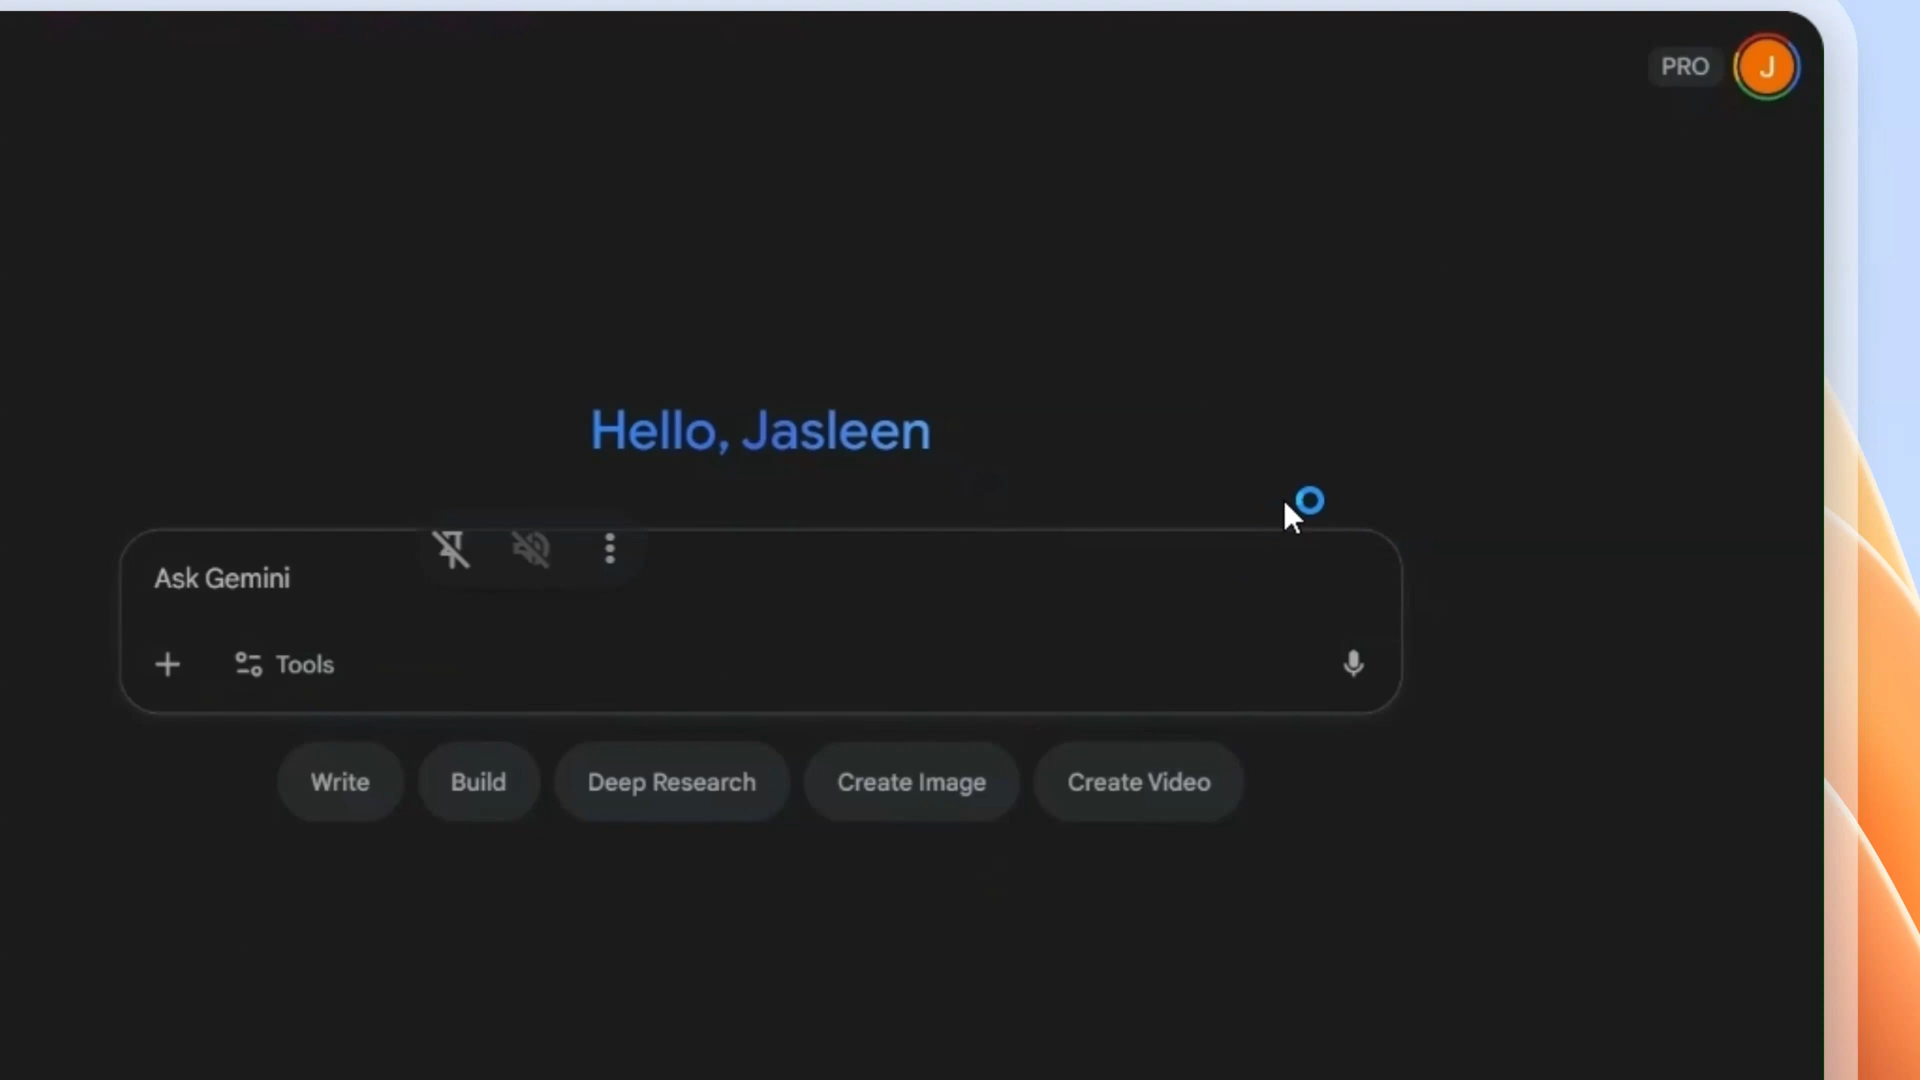 PRO
J
Hello, Jasleen
Ask Gemini
Tools
Write
Build
Deep Research
Create Image
Create Video